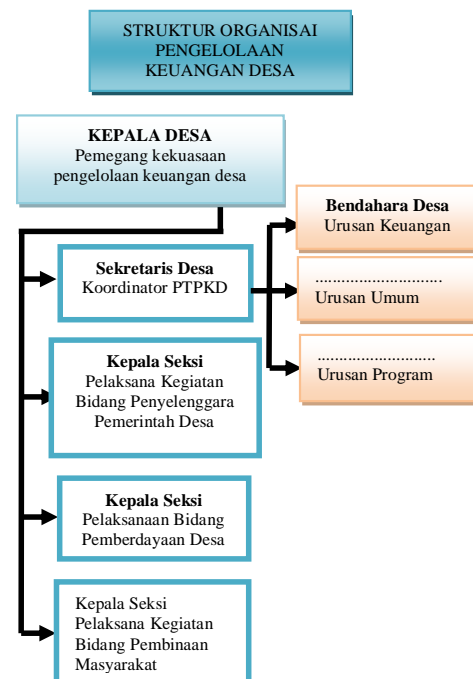 STRUKTUR ORGANISAI
PENGELOLAAN
KEUANGAN DESA
KEPALA DESA
Pemegang kekuasaan
pengelolaan keuangan desa
Bendahara Desa
Urusan Keuangan
Sekretaris Desa
Koordinator PTPKD
..............................
Urusan Umum
Kepala Seksi
Pelaksana Kegiatan
Bidang Penyelenggara
Pemerintah Desa
............................
Urusan Program
Kepala Seksi
Pelaksanaan Bidang
Pemberdayaan Desa
Kepala Seksi
Pelaksana Kegiatan
Bidang Pembinaan
Masyarakat